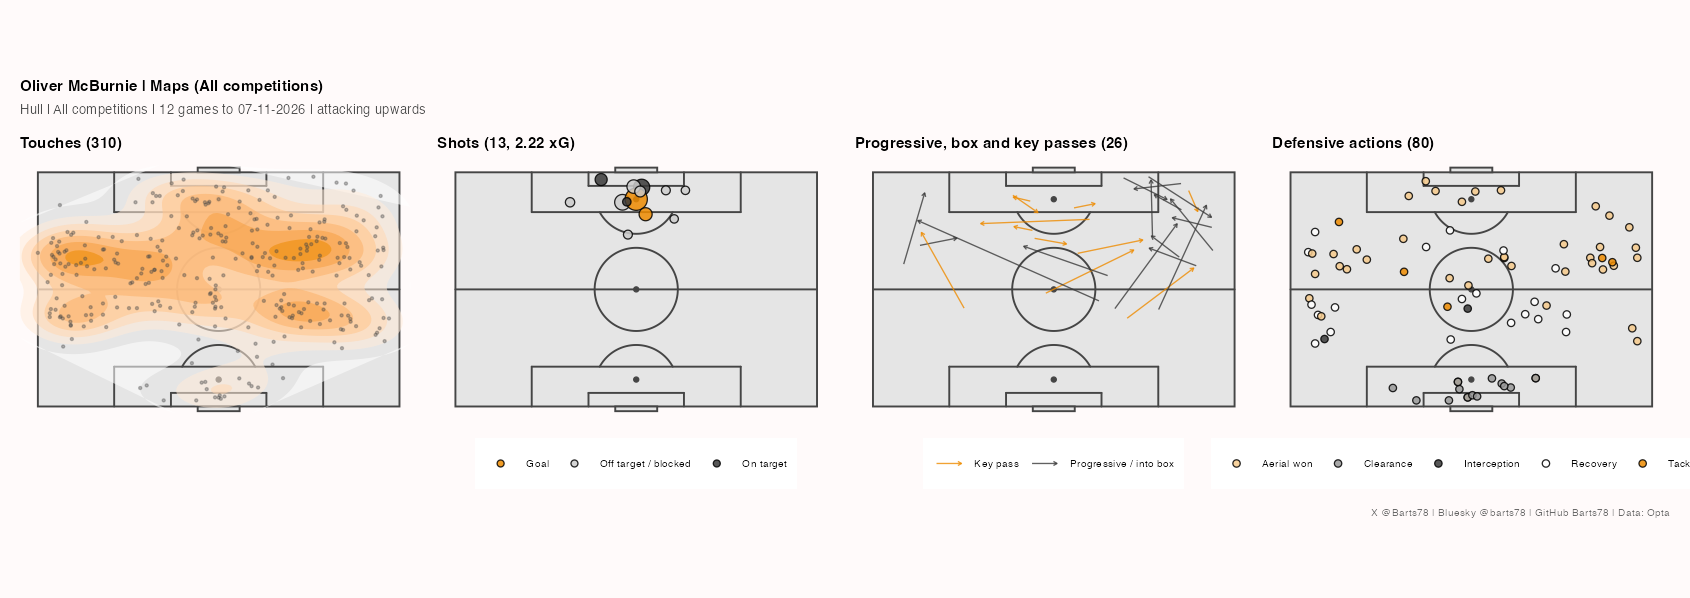 Oliver McBurnie | Maps (All competitions)
Hull | All competitions | 12 games to 07-11-2026 | attacking upwards
Touches (310)
Shots (13, 2.22 xG)
Progressive, box and key passes (26)
Defensive actions (80)
Goal
Off target / blocked
On target
Key pass
Progressive / into box
Aerial won
Clearance
Interception
Recovery
Tack
X @Barts78 | Bluesky @barts78 | GitHub Barts78 | Data: Opta